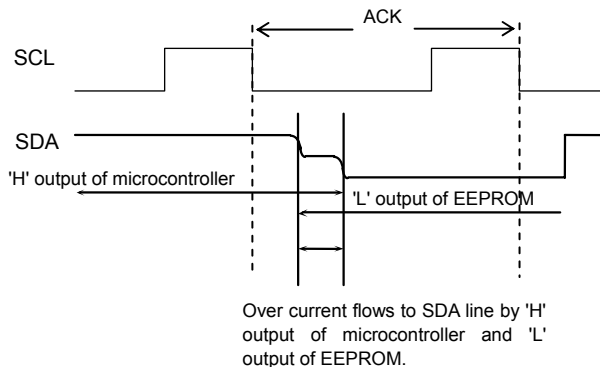 ACK
SCL
SDA
'H' output of microcontroller
'L' output of EEPROM
Over current flows to SDA line by 'H'
output of microcontroller and 'L'
output of EEPROM.